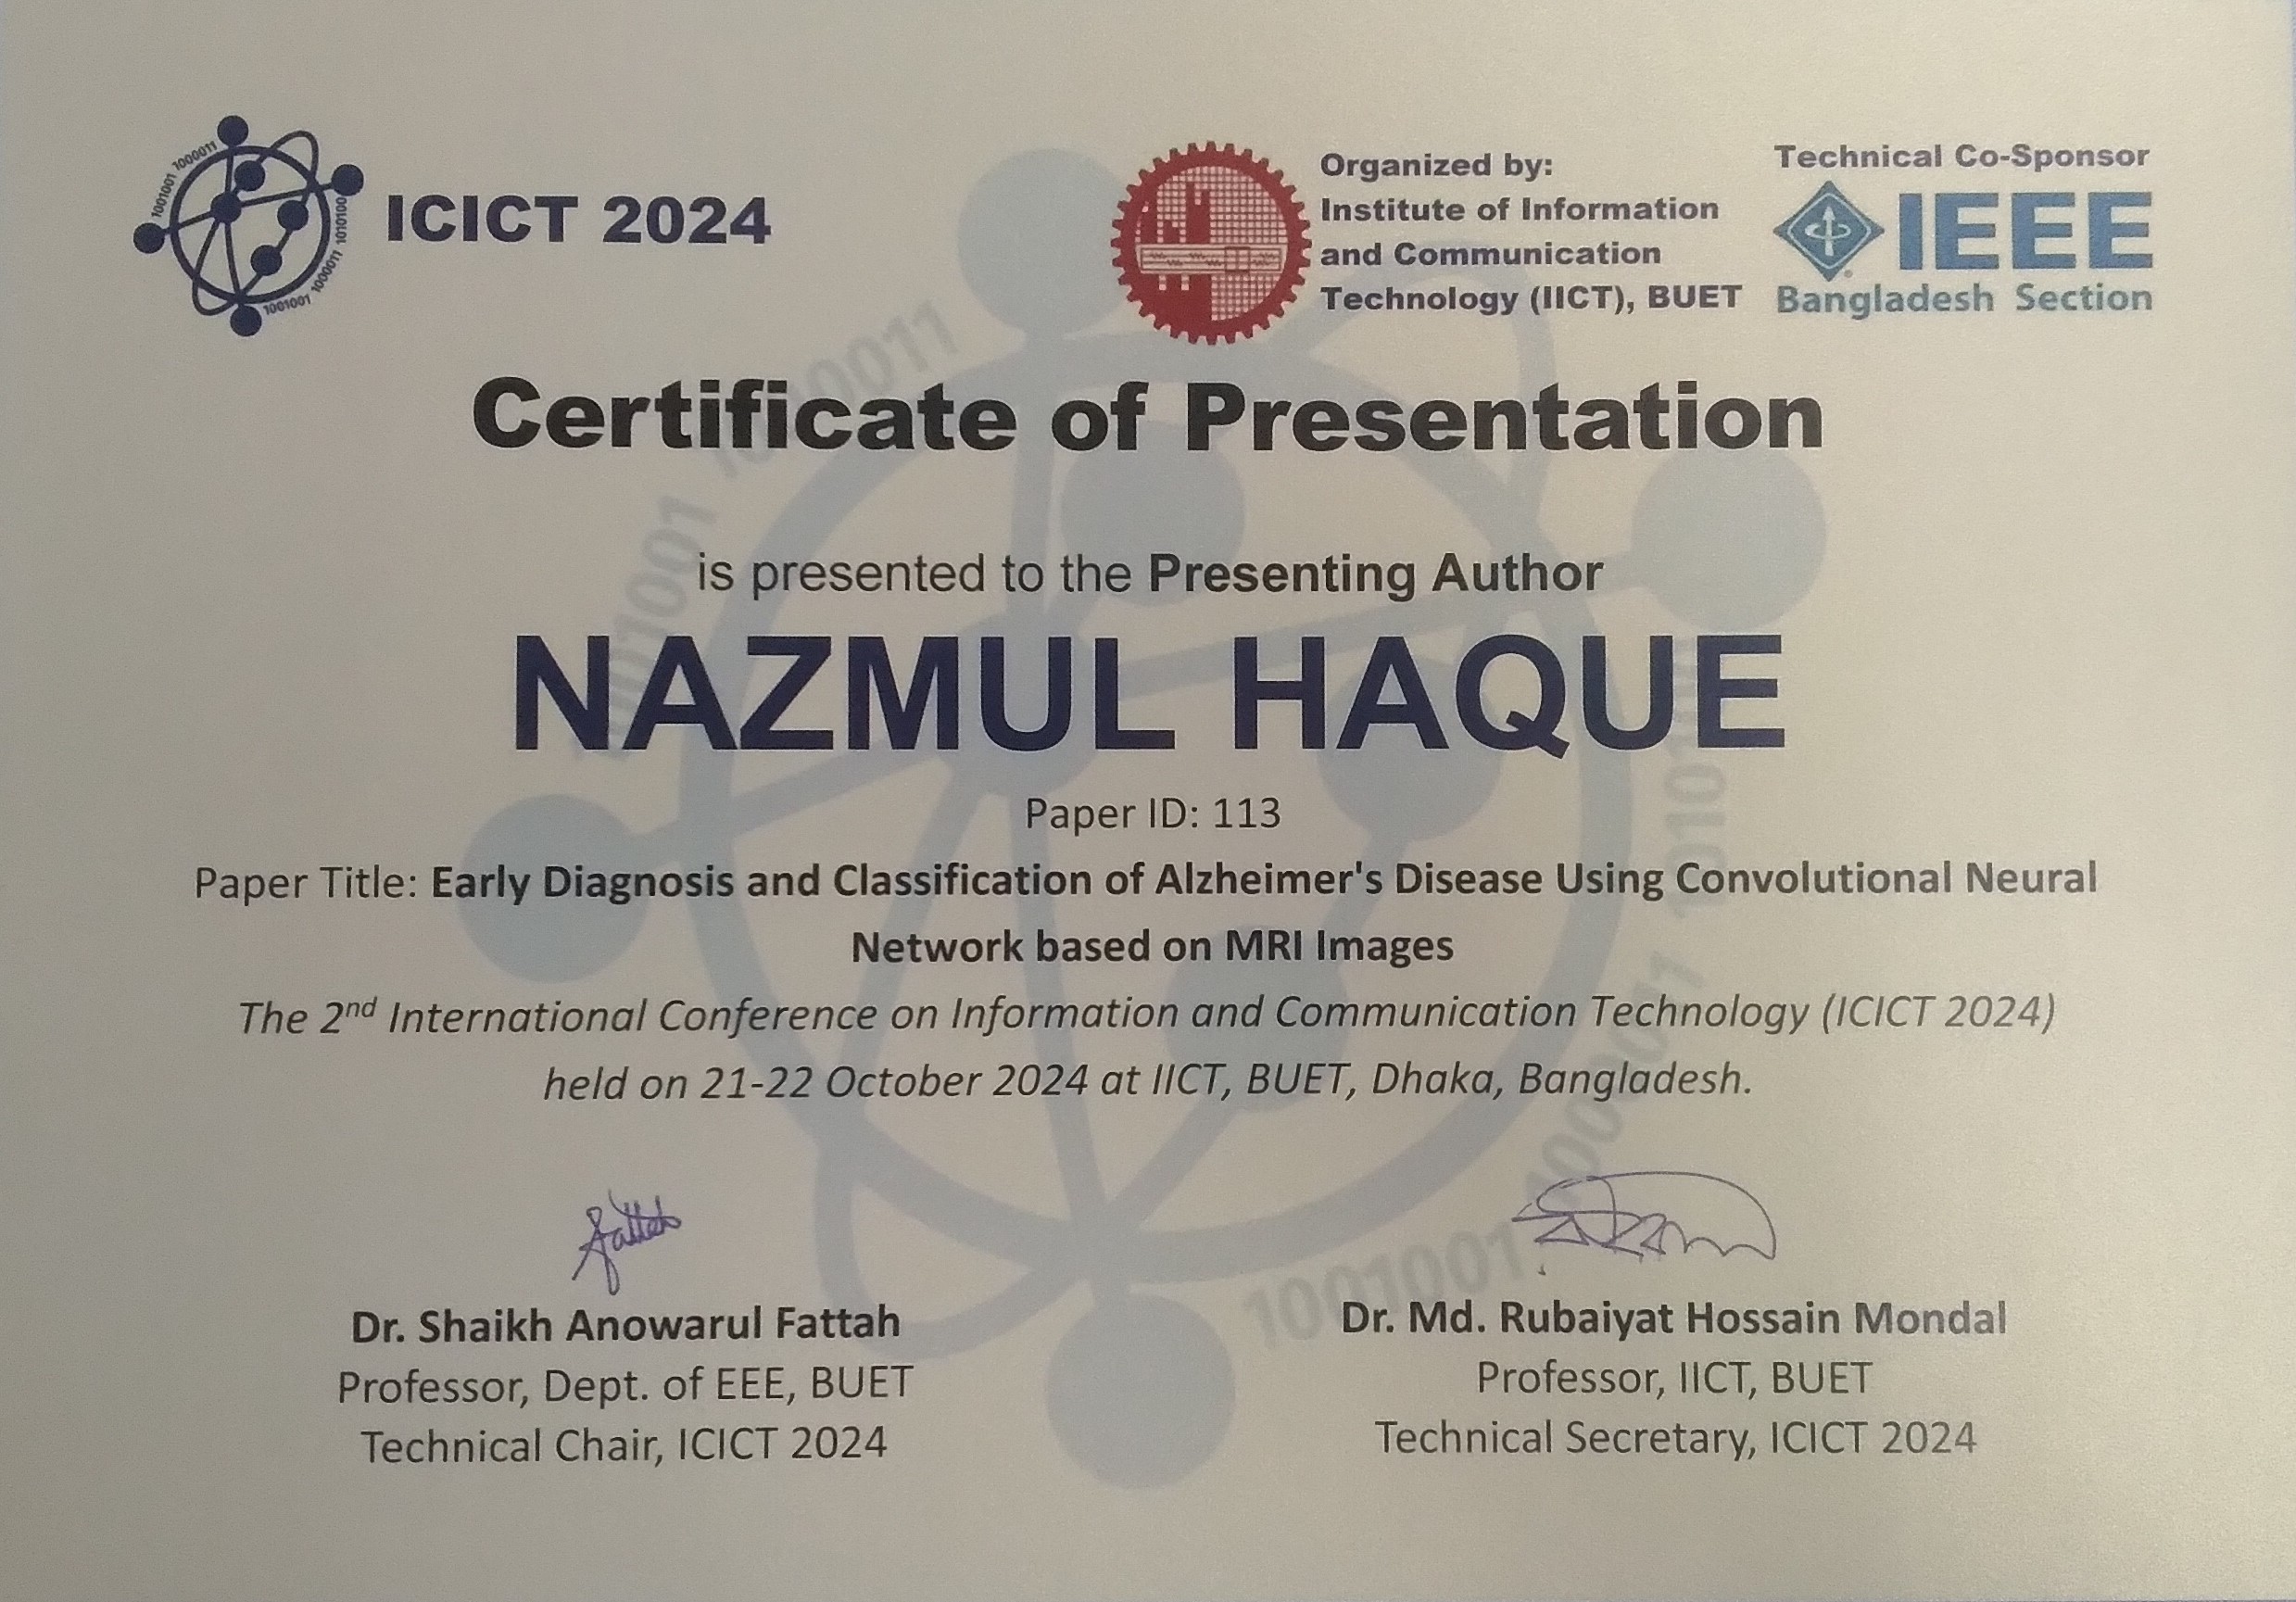 1001001 1000011
1010100
1000011
1001001
ICICT 2024
Organized by:
Institute of Information
and Communication
Technology (IICT), BUET
Technical Co-Sponsor
IEEE
Bangladesh Section
Certificate of Presentation
is presented to the Presenting Author
NAZMUL HAQUE
Paper ID: 113
Paper Title: Early Diagnosis and Classification of Alzheimer's Disease Using Convolutional Neural
Network based on MRI Images
The 2nd International Conference on Information and Communication Technology (ICICT 2024)
held on 21-22 October 2024 at IICT, BUET, Dhaka, Bangladesh.
Fattah
Dr. Shaikh Anowarul Fattah
Professor, Dept. of EEE, BUET
Technical Chair, ICICT 2024
1001001
Dr. Md. Rubaiyat Hossain Mondal
Professor, IICT, BUET
Technical Secretary, ICICT 2024